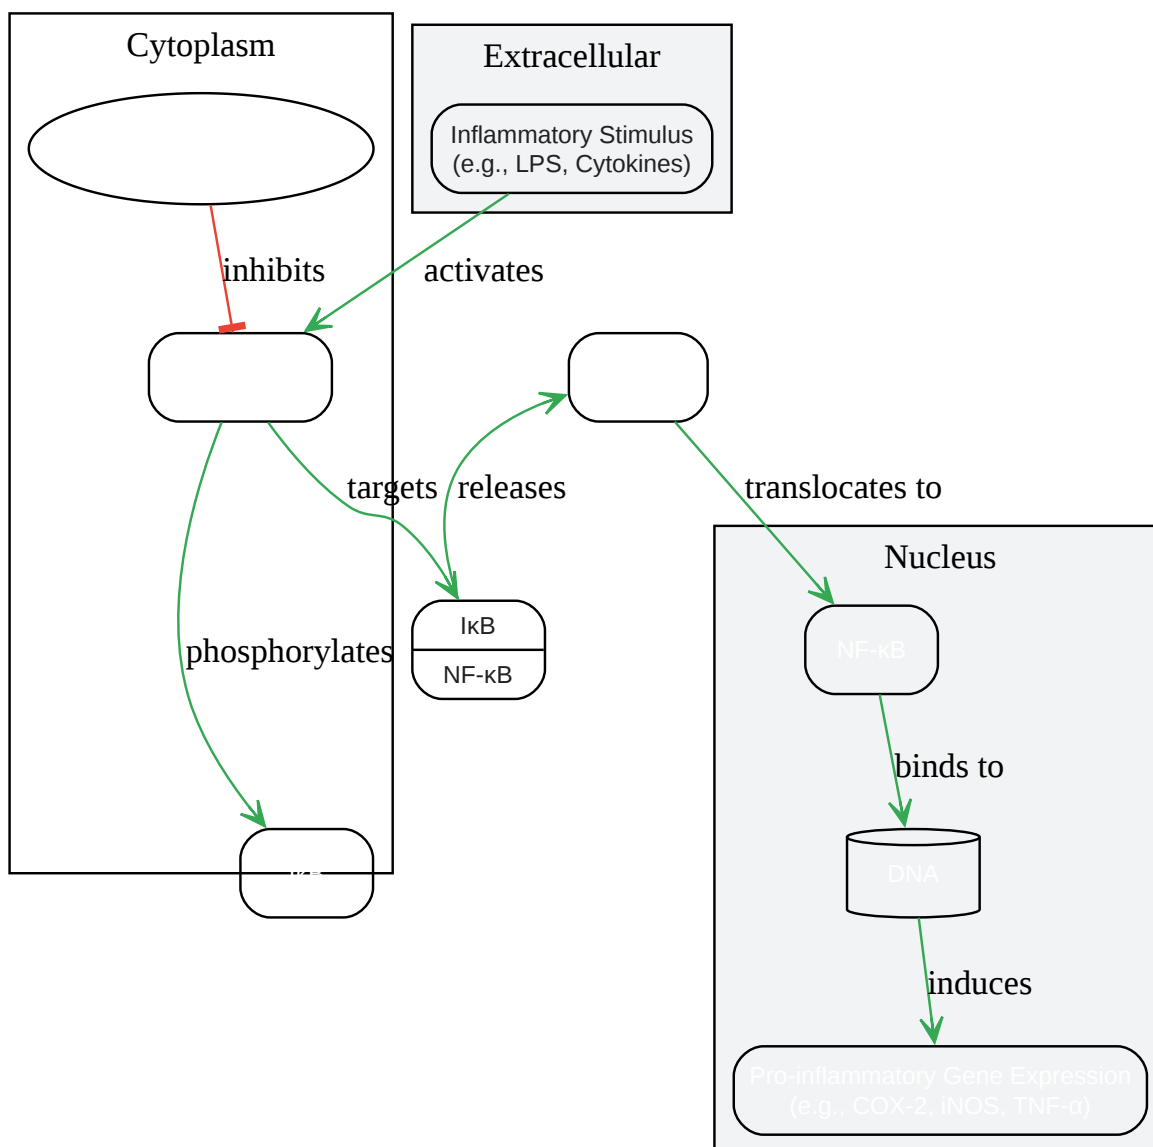 Cytoplasm
Extracellular
Inflammatory Stimulus
(e.g., LPS, Cytokines)
inhibits
activates
targets
releases
translocates to
Nucleus
IκB
NF-κB
NF-κB
phosphorylates
binds to
IκB
DNA
induces
Pro-inflammatory Gene Expression
(e.g., COX-2, iNOS, TNF-α)